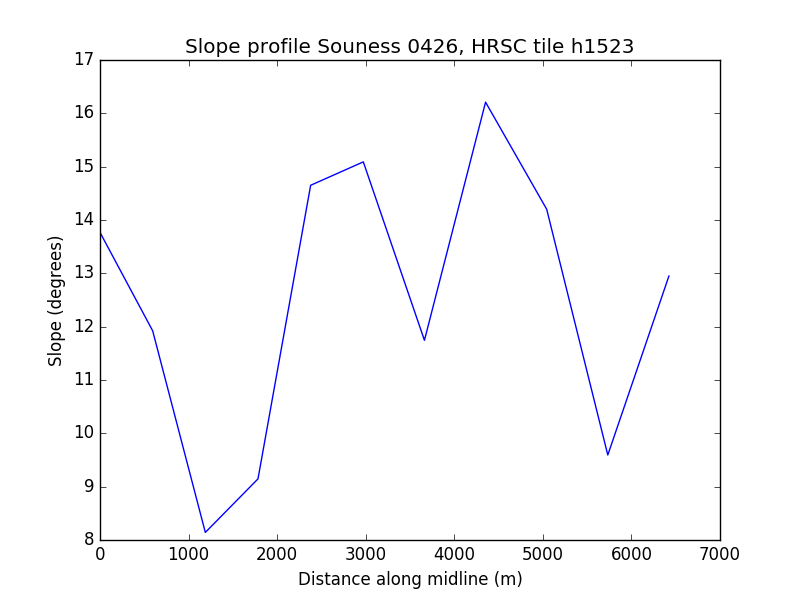 Slope profile Souness 0426, HRSC tile h1523
17
16
15
14
13
12
11
10
9
8
Slope (degrees)
0 1000 2000 3000 4000 5000 6000 7000
Distance along midline (m)